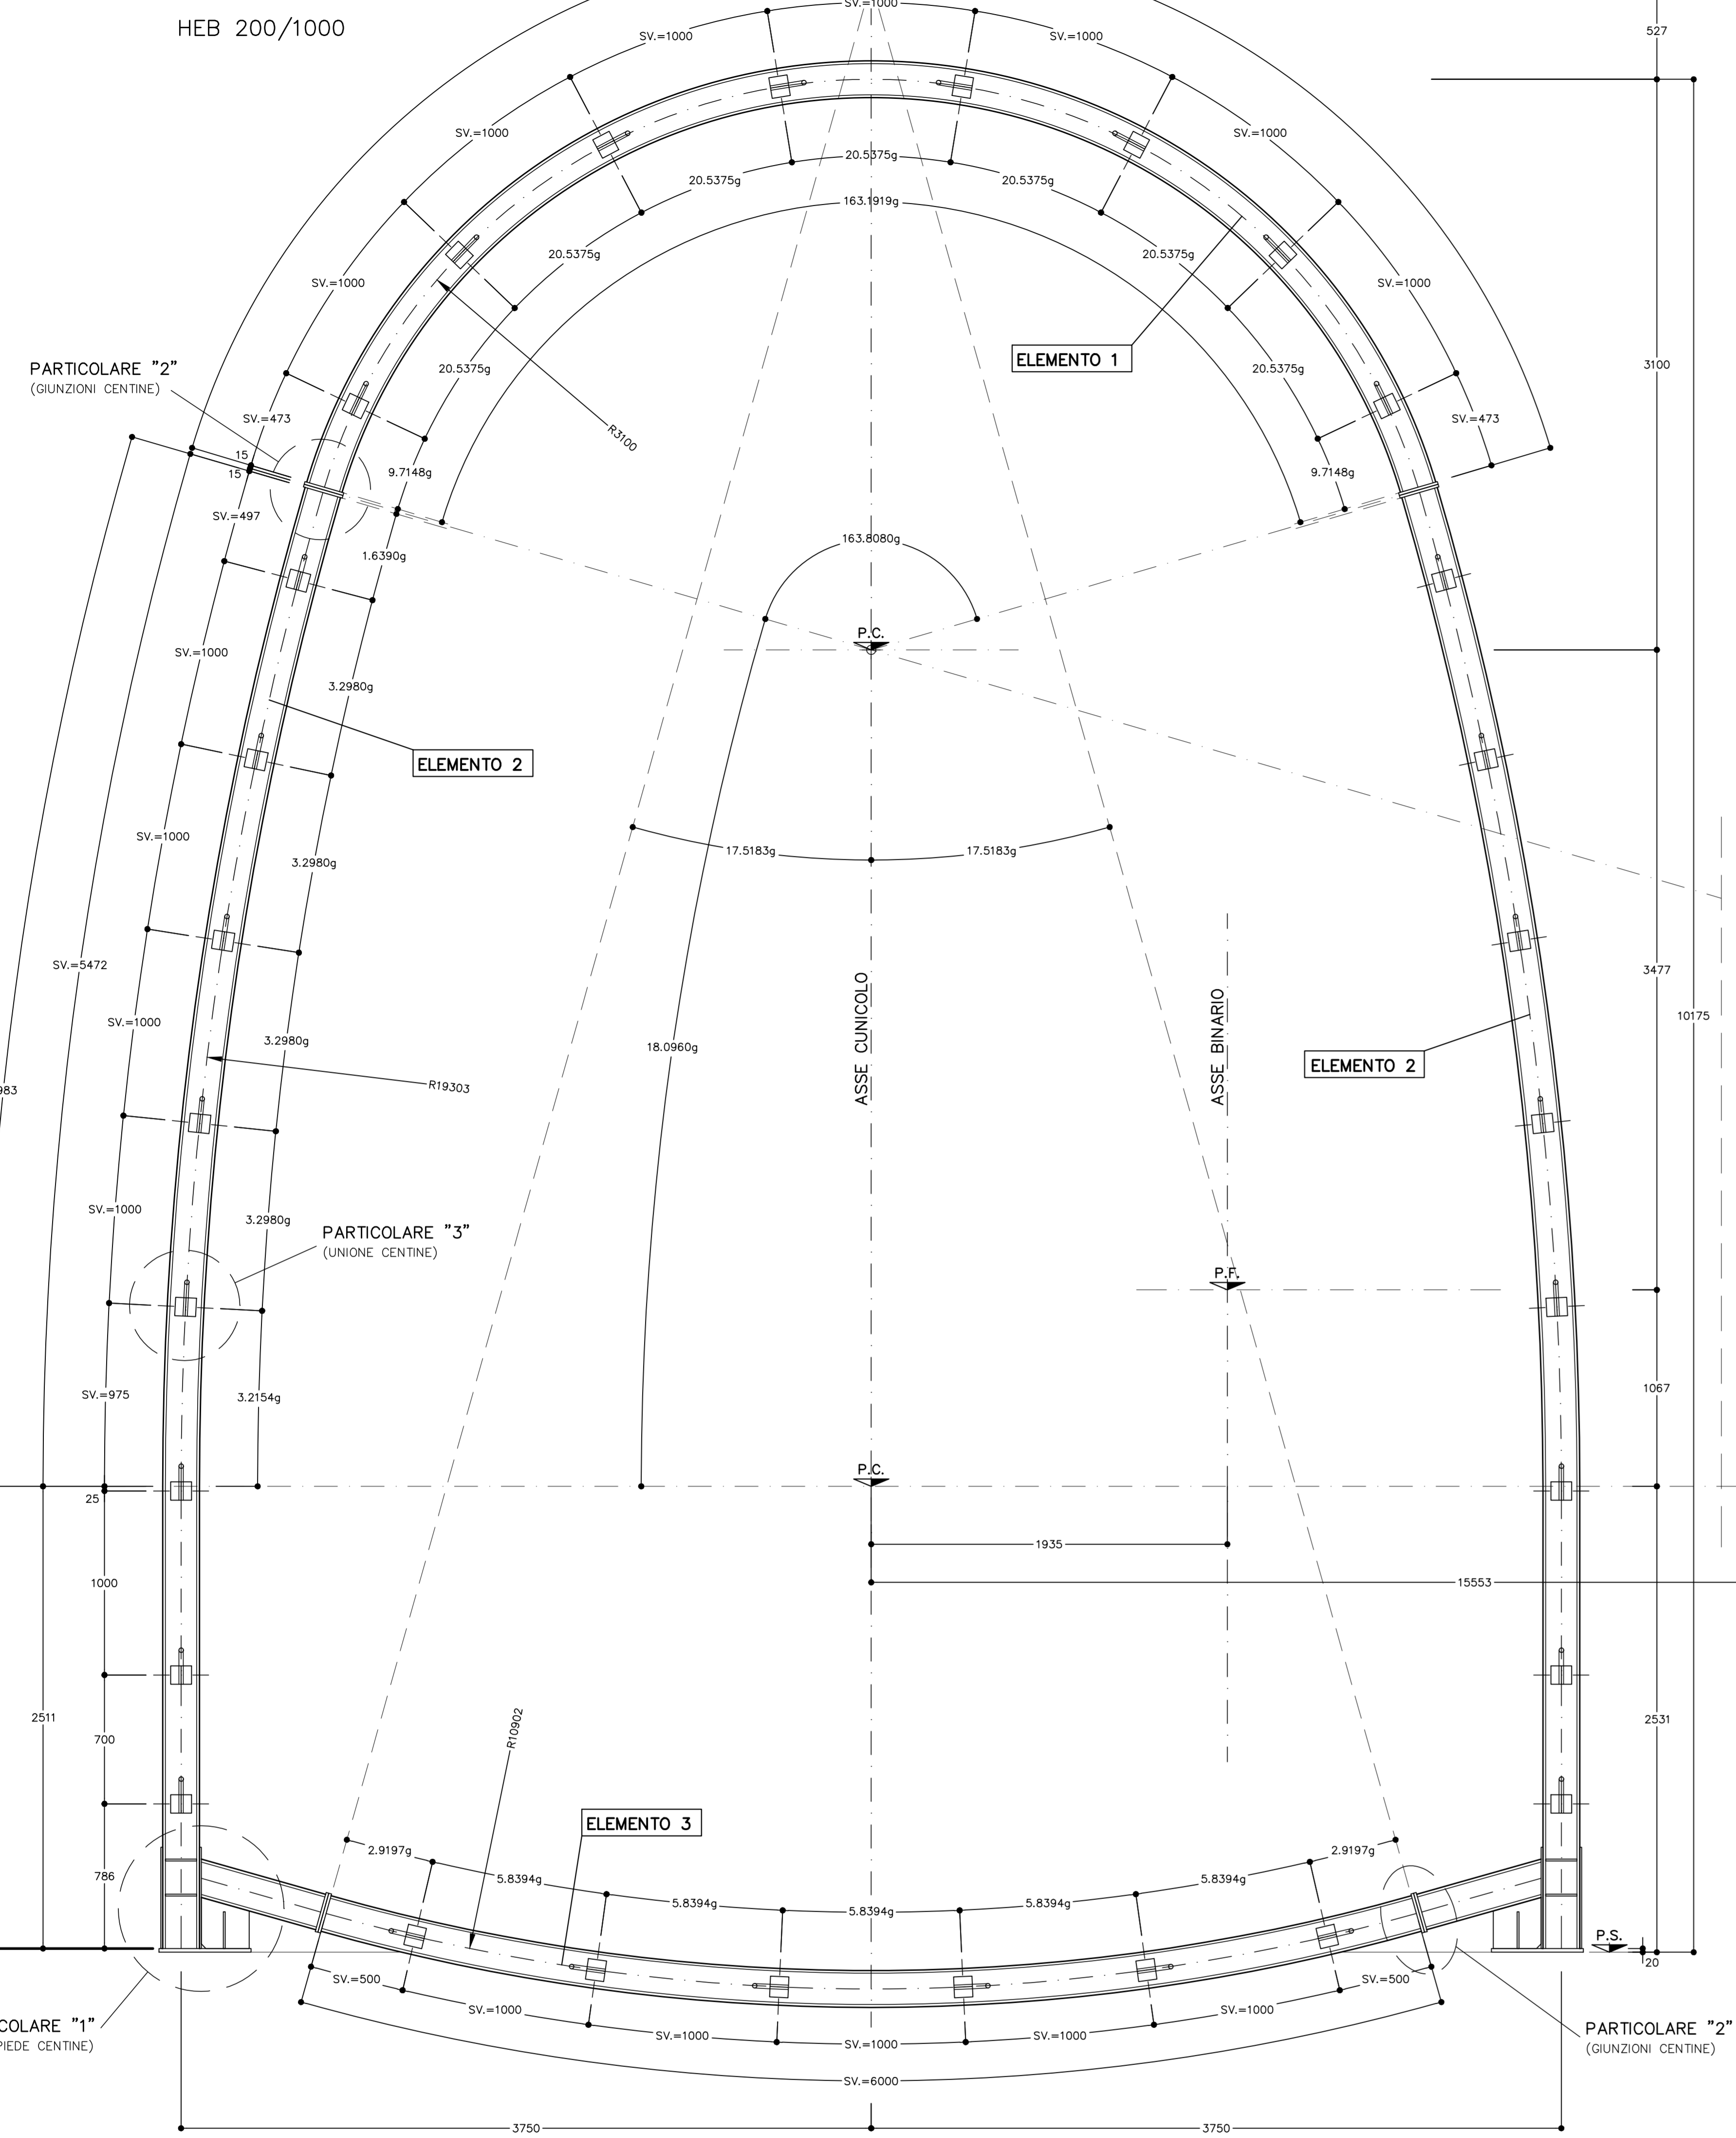 SV.=1000
HEB 200/1000
527
SV.=1000
SV.=1000
SV.=1000
SV.=1000
20.5375g
20.5375g
20.5375g
163.1919g
20.5375g
20.5375g
SV.=1000
SV.=1000
ELEMENTO 1
PARTICOLARE "2"
(GIUNZIONI CENTINE)
3100
20.5375g
20.5375g
SV.=473
SV.=473
R3100
15
15
9.7148g
9.7148g
SV.=497
163.8080g
1.6390g
P.C.
SV.=1000
3.2980g
ELEMENTO 2
SV.=1000
17.5183g
17.5183g
3.2980g
SV.=5472
3477
ASSE CUNICOLO
ASSE BINARIO
10175
SV.=1000
3.2980g
18.0960g
ELEMENTO 2
R19303
983
SV.=1000
3.2980g
PARTICOLARE "3"
(UNIONE CENTINE)
P.F.
SV.=975
3.2154g
1067
P.C.
25
1935
1000
15553
2511
700
R10902
2531
ELEMENTO 3
2.9197g
2.9197g
786
5.8394g
5.8394g
5.8394g
5.8394g
5.8394g
P.S.
20
SV.=500
SV.=500
SV.=1000
SV.=1000
COLARE "1"
PIEDE CENTINE)
PARTICOLARE "2"
(GIUNZIONI CENTINE)
SV.=1000
SV.=1000
SV.=1000
SV.=6000
3750
3750